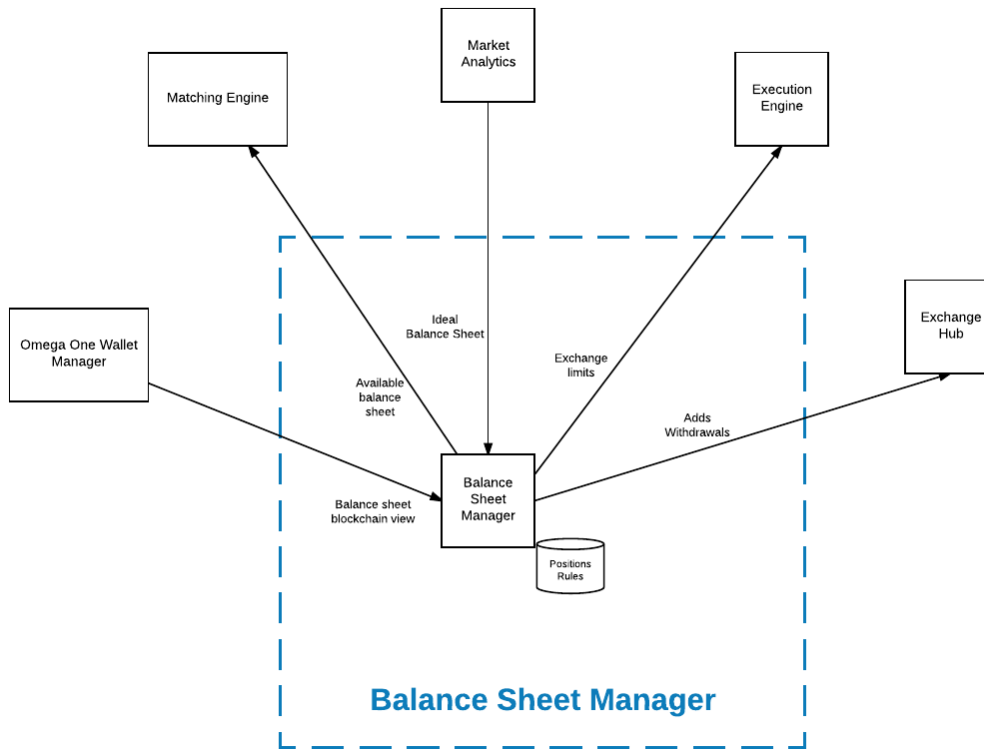 Market
Analytics
Matching Engine
Execution
Engine
Omega One Wallet
Manager
Exchange
Hub
Ideal
Balance Sheet
Exchange
limits
Available
balance
sheet
Adds
Withdrawals
Balance sheet
blockchain view
Balance
Sheet
Manager
Positions
Rules
Balance Sheet Manager